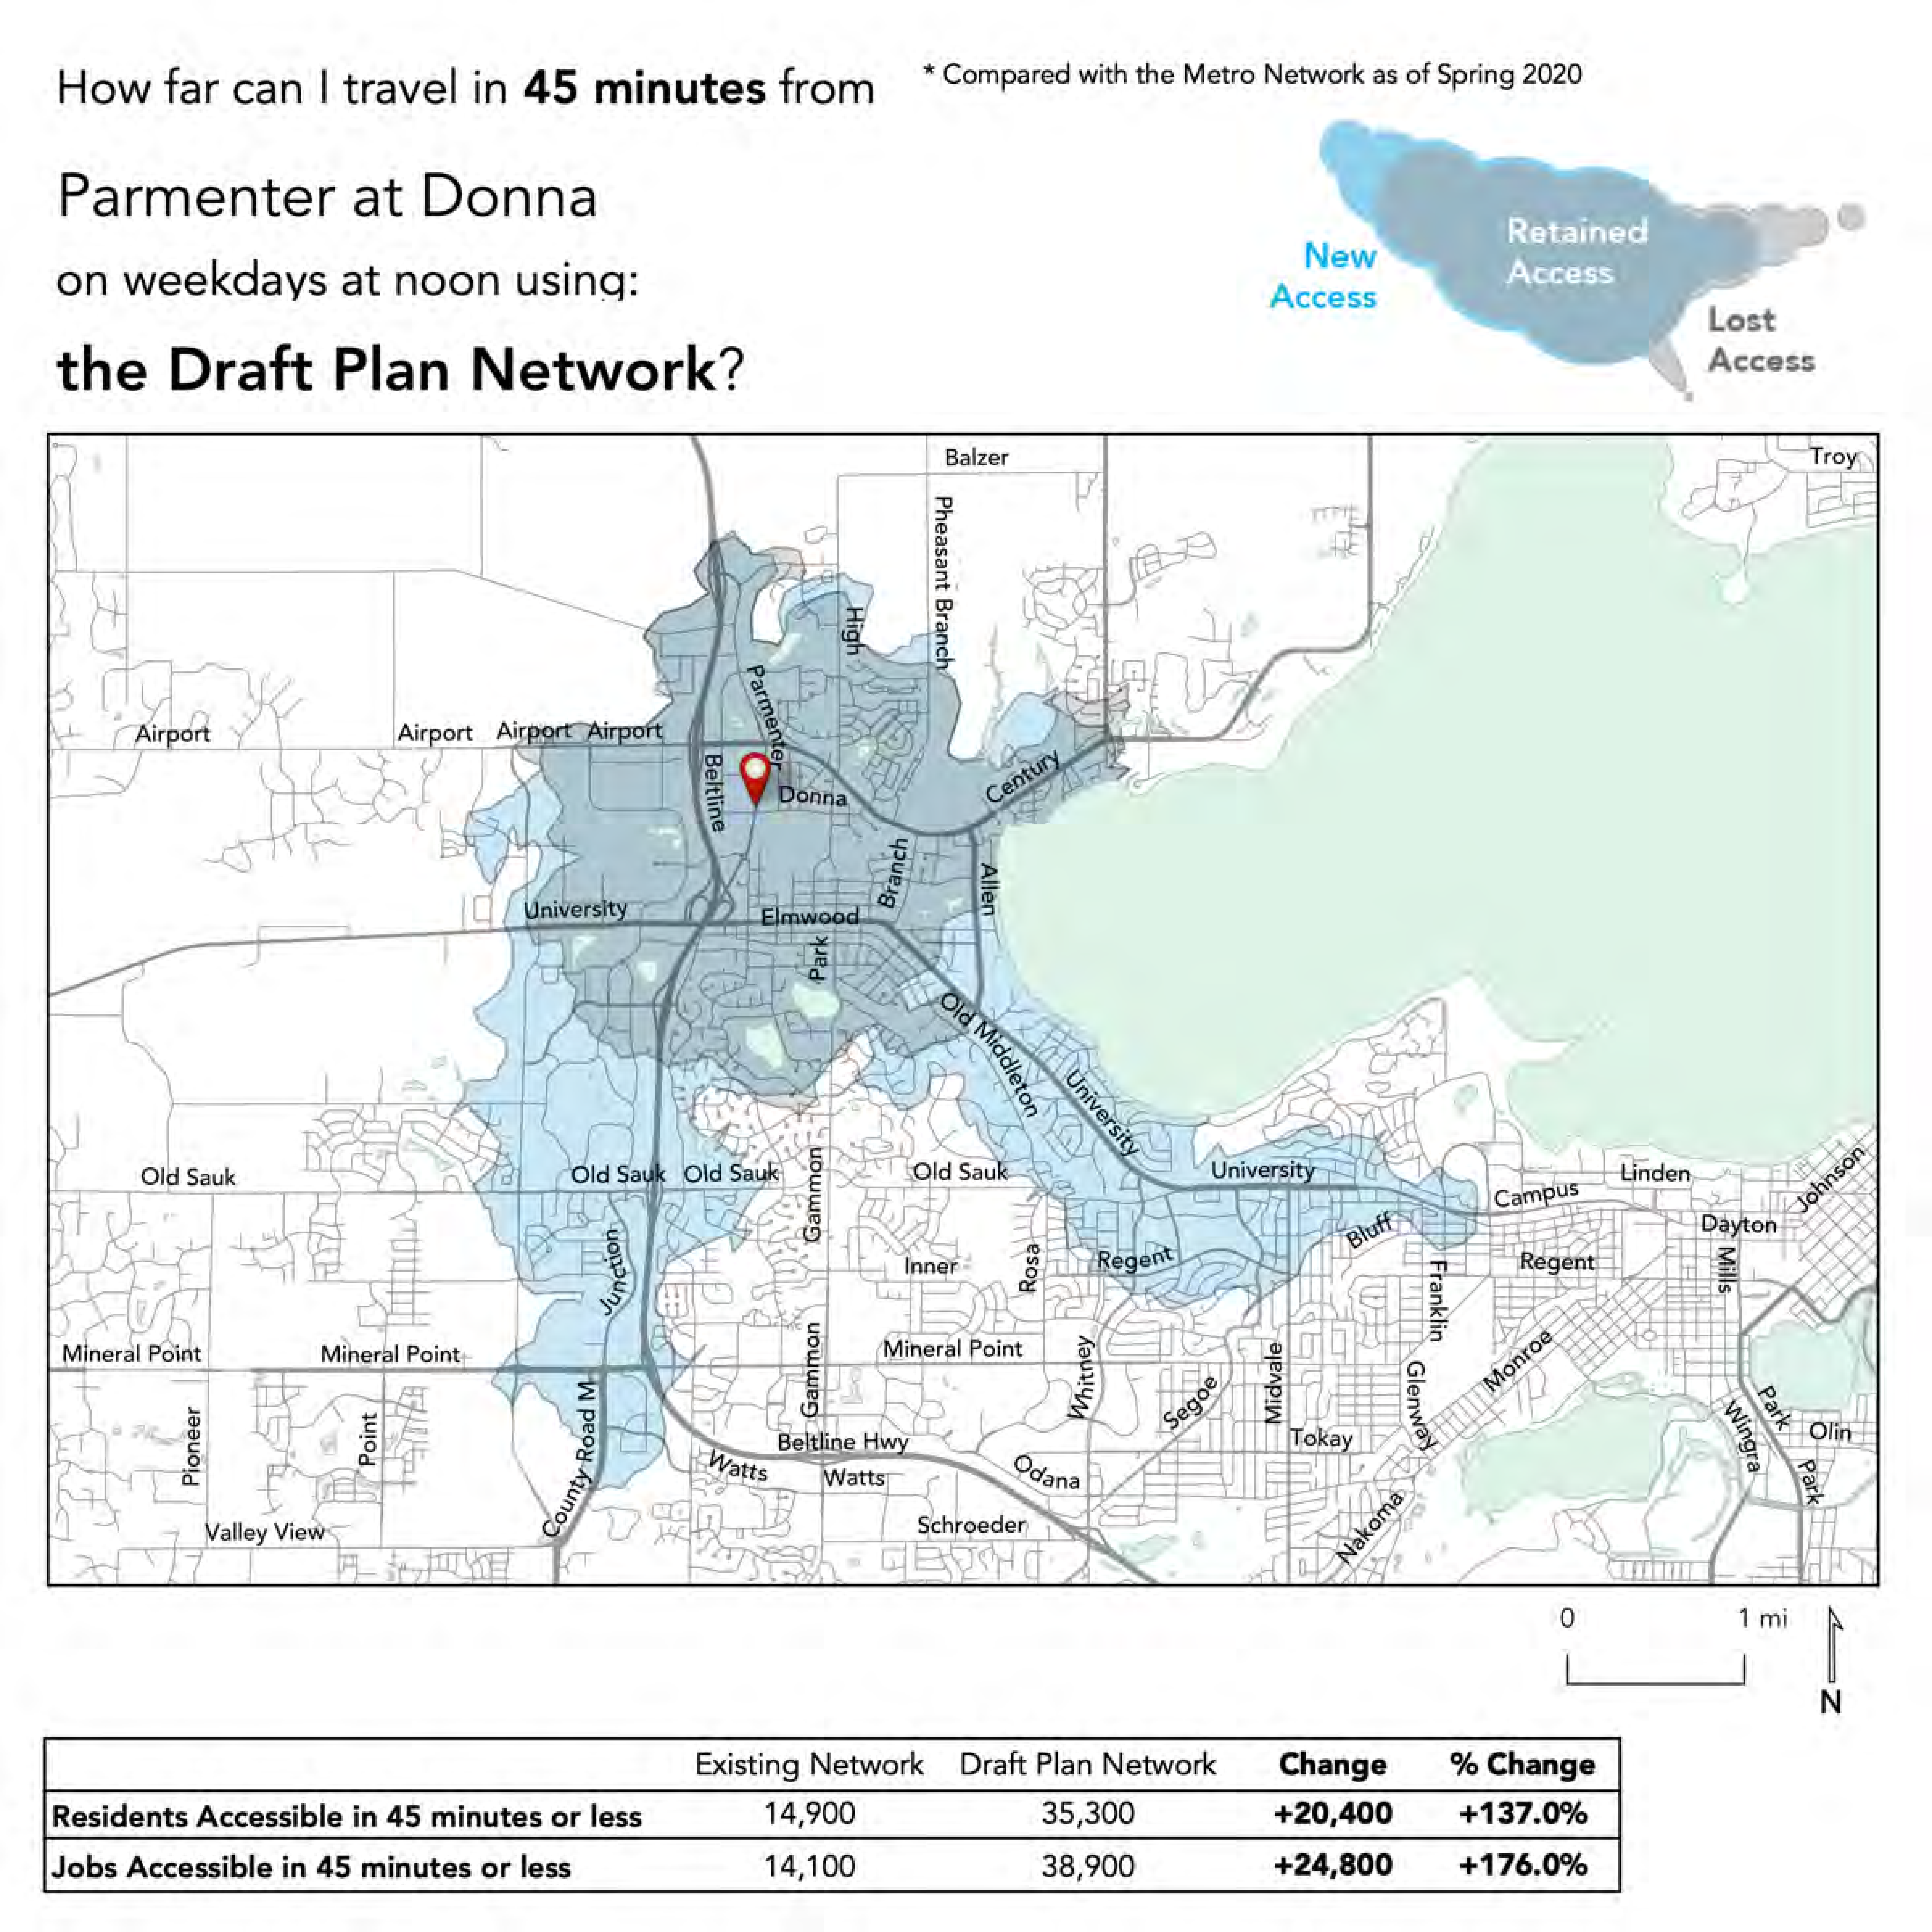 How far can I travel in 45 minutes from
* Compared with the Metro Network as of Spring 2020
Parmenter at Donna
on weekdays at noon using:
the Draft Plan Network?
New
Access
Retained
Access
Lost
Access
Balzer
Troy
Pheasant Branch
High
Parmenter
Airport
Airport
Airport
Airport
Beltline
Donna
Century
Branch
Allen
University
Elmwood
Park
Old Middleton
University
Old Sauk
Old Sauk
Old Sauk
Gammon
Old Sauk
University
Linden
Johnson
Campus
Dayton
Junction
Inner
Rosa
Regent
Bluff
Franklin
Regent
Mills
Mineral Point
Mineral Point
Gammon
Mineral Point
Whitney
Segoe
Midvale
Glenway
Monroe
Pioneer
Point
County Road M
Beltline Hwy
Watts
Watts
Odana
Tokay
Wingra
Park
Olin
Park
Valley View
Schroeder
Nakoma
0 1 mi
N
Existing Network Draft Plan Network Change % Change
Residents Accessible in 45 minutes or less 14,900 35,300 +20,400 +137.0%
Jobs Accessible in 45 minutes or less 14,100 38,900 +24,800 +176.0%